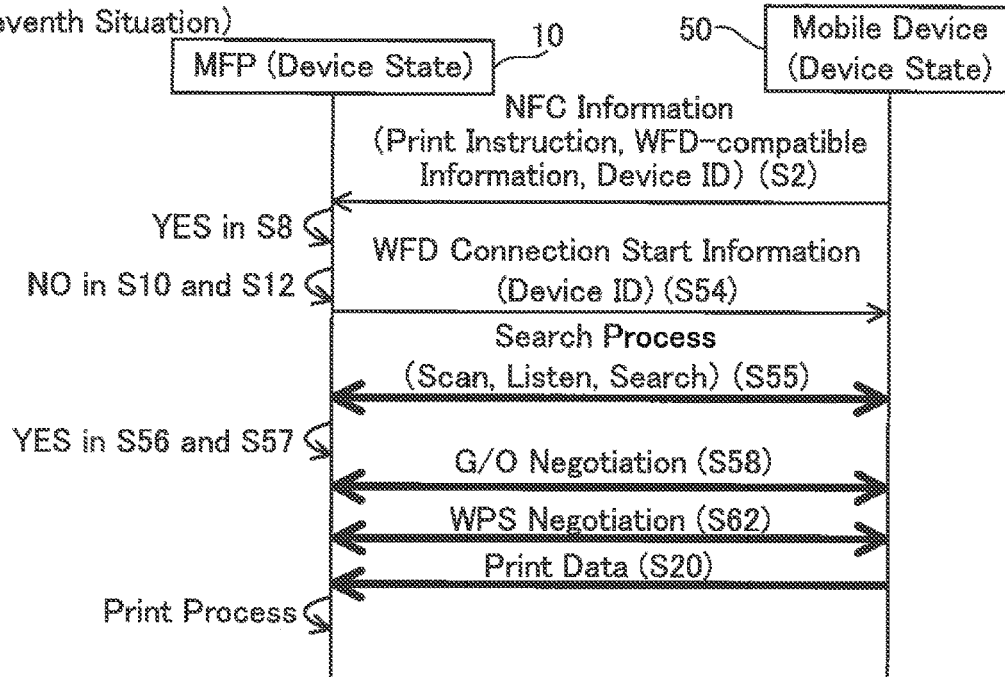 eventh Situation)
MFP (Device State)
10
50
Mobile Device
(Device State)
NFC Information
(Print Instruction, WFD-compatible
Information, Device ID) (S2)
YES in S8
WFD Connection Start Information
NO in S10 and S12
(Device ID) (S54)
Search Process
(Scan, Listen, Search) (S55)
YES in S56 and S57
G/O Negotiation (S58)
WPS Negotiation (S62)
Print Data (S20)
Print Process